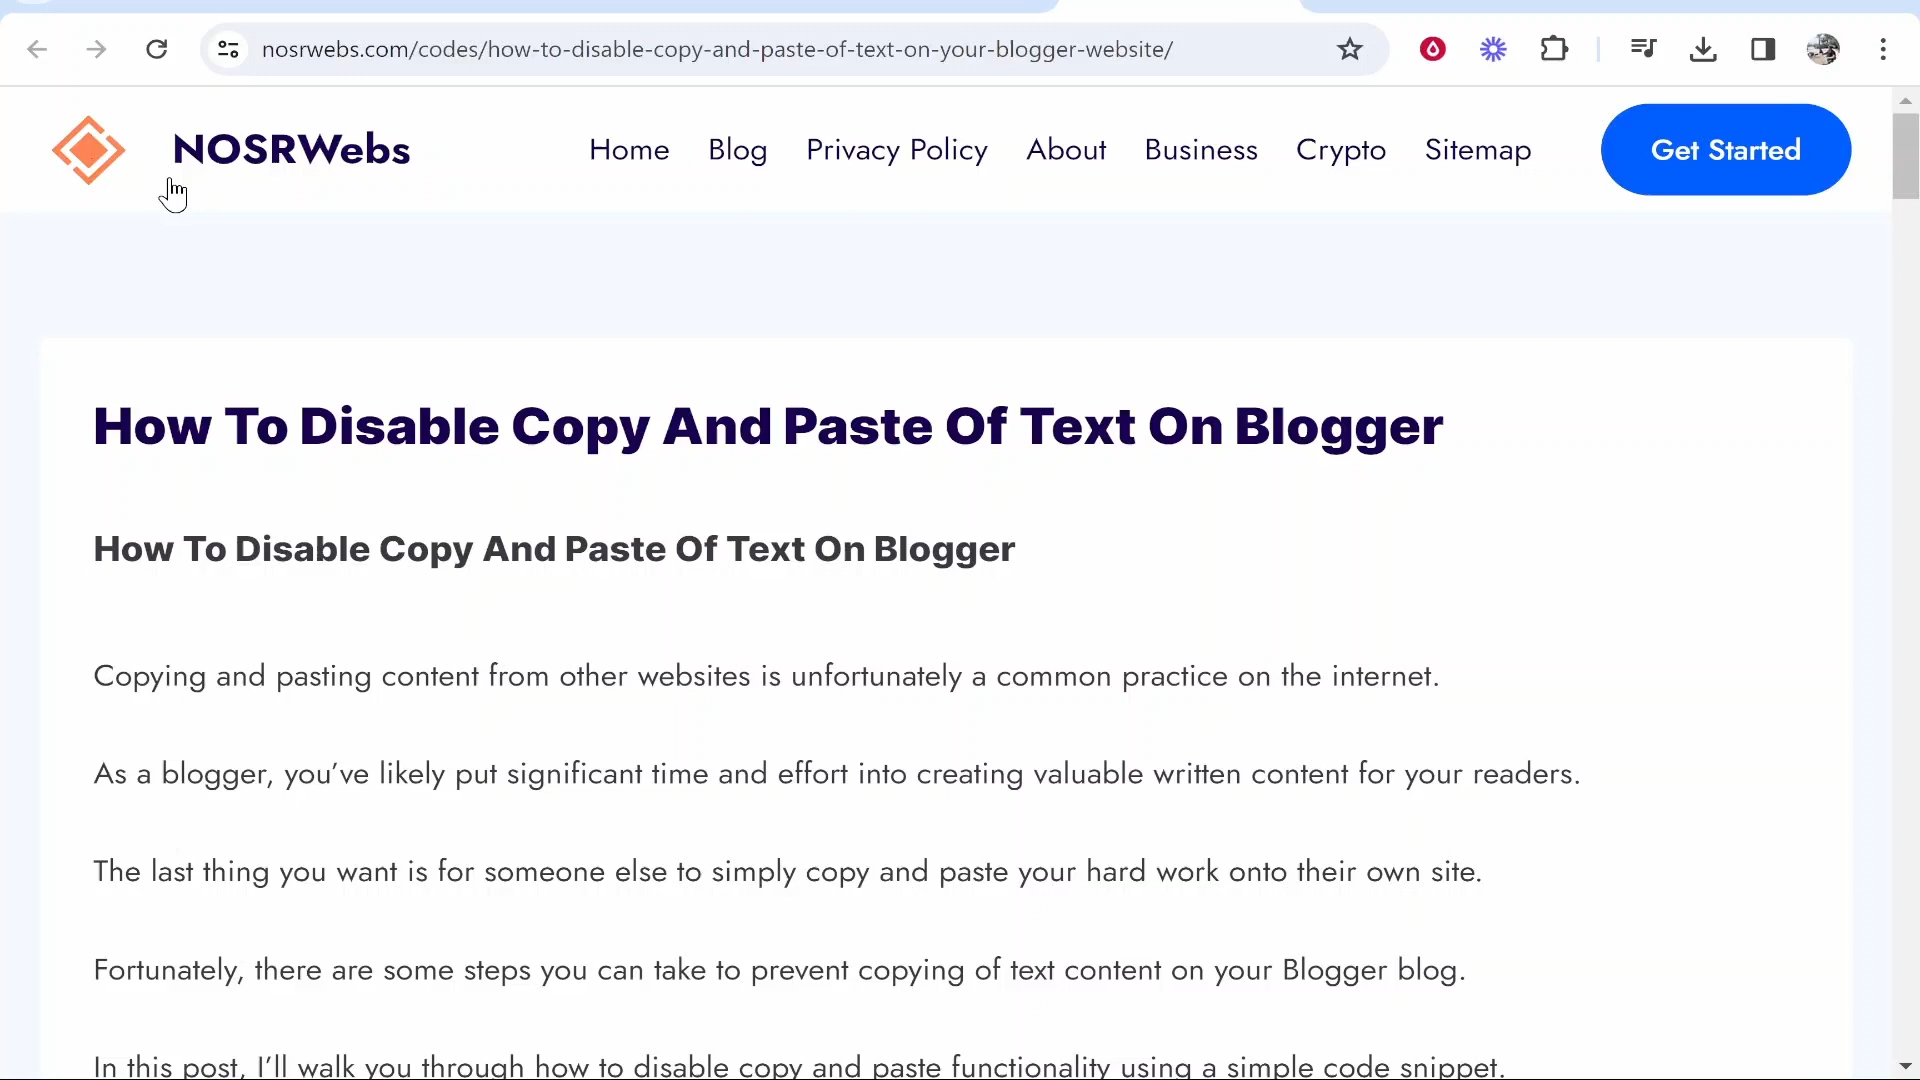 nosrwebs.com/codes/how-to-disable-copy-and-paste-of-text-on-your-blogger-website/
NOSRWebs Home Blog Privacy Policy About Business Crypto Sitemap Get Started
How To Disable Copy And Paste Of Text On Blogger
How To Disable Copy And Paste Of Text On Blogger
Copying and pasting content from other websites is unfortunately a common practice on the internet.
As a blogger, you’ve likely put significant time and effort into creating valuable written content for your readers.
The last thing you want is for someone else to simply copy and paste your hard work onto their own site.
Fortunately, there are some steps you can take to prevent copying of text content on your Blogger blog.
In this post, I’ll walk you through how to disable copy and paste functionality using a simple code snippet.